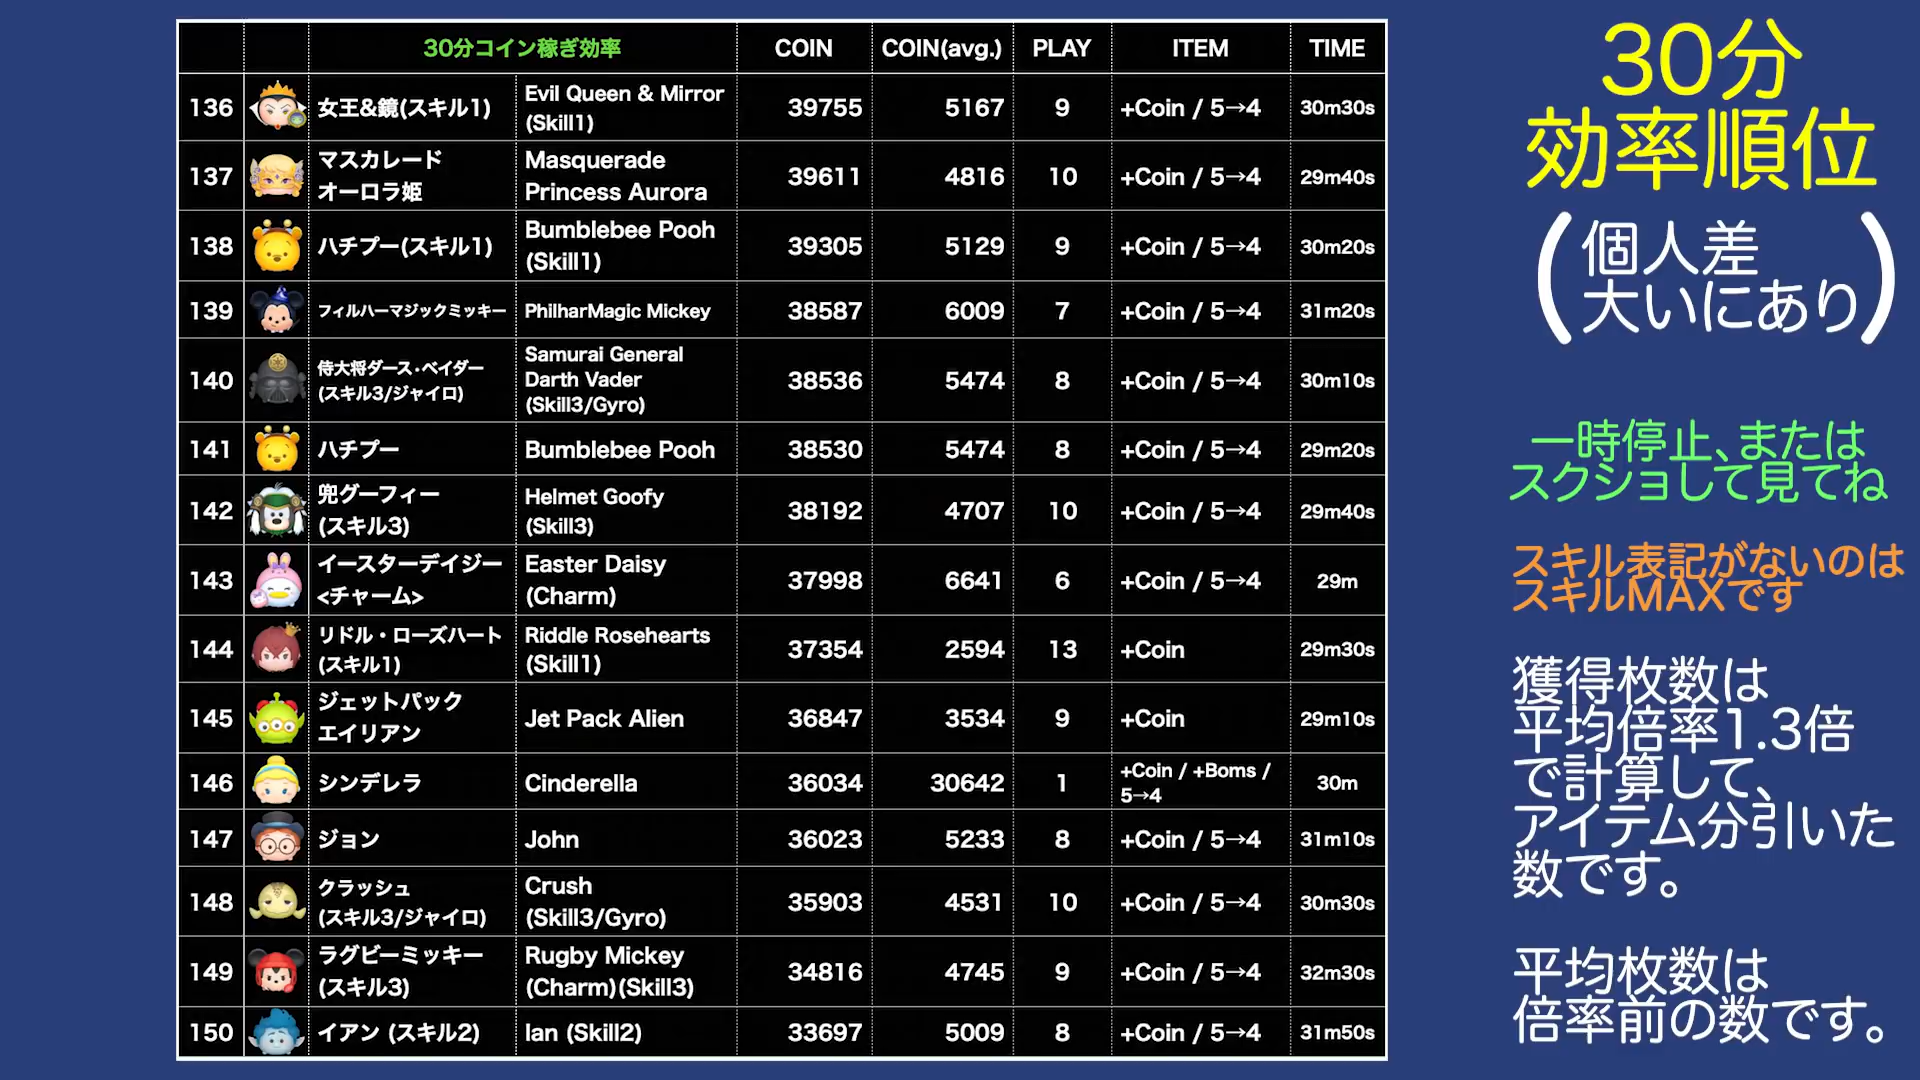 30分コイン稼ぎ効率 COIN COIN(avg.) PLAY ITEM TIME
136 女王&鏡(スキル1) Evil Queen & Mirror (Skill1) 39755 5167 9 +Coin / 5→4 30m30s
137 マスカレード オーロラ姫 Masquerade Princess Aurora 39611 4816 10 +Coin / 5→4 29m40s
138 ハチプー(スキル1) Bumblebee Pooh (Skill1) 39305 5129 9 +Coin / 5→4 30m20s
139 フィルハーマジックミッキー PhilharMagic Mickey 38587 6009 7 +Coin / 5→4 31m20s
140 侍大将ダース・ベイダー (スキル3/ジャイロ) Samurai General Darth Vader (Skill3/Gyro) 38536 5474 8 +Coin / 5→4 30m10s
141 ハチプー Bumblebee Pooh 38530 5474 8 +Coin / 5→4 29m20s
142 兜グーフィー (スキル3) Helmet Goofy (Skill3) 38192 4707 10 +Coin / 5→4 29m40s
143 イースターデイジー <チャーム> Easter Daisy (Charm) 37998 6641 6 +Coin / 5→4 29m
144 リドル・ローズハート (スキル1) Riddle Rosehearts (Skill1) 37354 2594 13 +Coin 29m30s
145 ジェットパック エイリアン Jet Pack Alien 36847 3534 9 +Coin 29m10s
146 シンデレラ Cinderella 36034 30642 1 +Coin / +Boms / 5→4 30m
147 ジョン John 36023 5233 8 +Coin / 5→4 31m10s
148 クラッシュ (スキル3/ジャイロ) Crush (Skill3/Gyro) 35903 4531 10 +Coin / 5→4 30m30s
149 ラグビーミッキー (スキル3) Rugby Mickey (Charm)(Skill3) 34816 4745 9 +Coin / 5→4 32m30s
150 イアン (スキル2) Ian (Skill2) 33697 5009 8 +Coin / 5→4 31m50s
30分
効率順位
(個人差
大いにあり)
一時停止、または
スクショして見てね
スキル表記がないのは
スキルMAXです
獲得枚数は
平均倍率1.3倍
で計算して、
アイテム分引いた
数です。
平均枚数は
倍率前の数です。